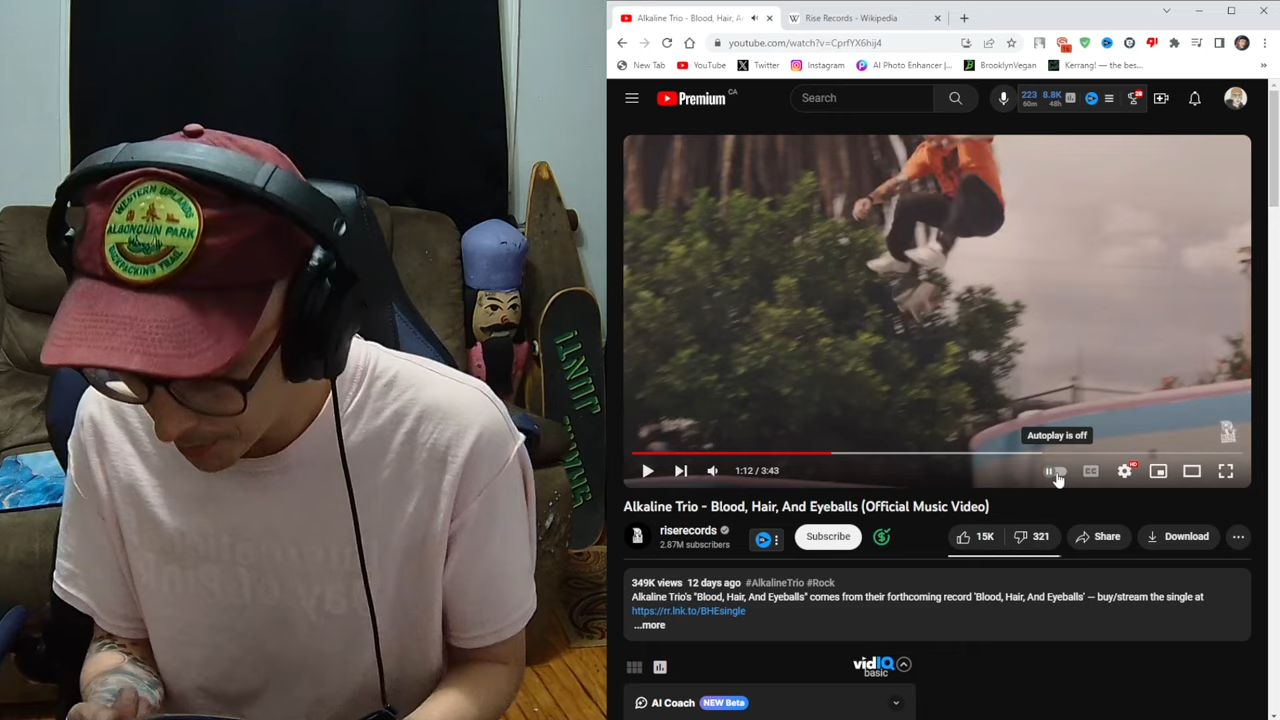 WESTERN UPLANDS
ALGONQUIN PARK
BACKPACKING TRAIL
Alkaline Trio - Blood, Hair, A
Rise Records - Wikipedia
youtube.com/watch?v=CprfYX6hij4
New Tab
YouTube
Twitter
Instagram
AI Photo Enhancer |...
BrooklynVegan
Kerrang! — the bes...
»
Premium CA
Search
223 60m
8.8K 48h
Autoplay is off
1:12 / 3:43
HD
Alkaline Trio - Blood, Hair, And Eyeballs (Official Music Video)
riserecords
2.87M subscribers
Subscribe
15K
321
Share
Download
349K views 12 days ago #AlkalineTrio #Rock
Alkaline Trio's "Blood, Hair, And Eyeballs" comes from their forthcoming record 'Blood, Hair, And Eyeballs' — buy/stream the single at
https://rr.lnk.to/BHEsingle
...more
vidIQ
basic
AI Coach
NEW Beta